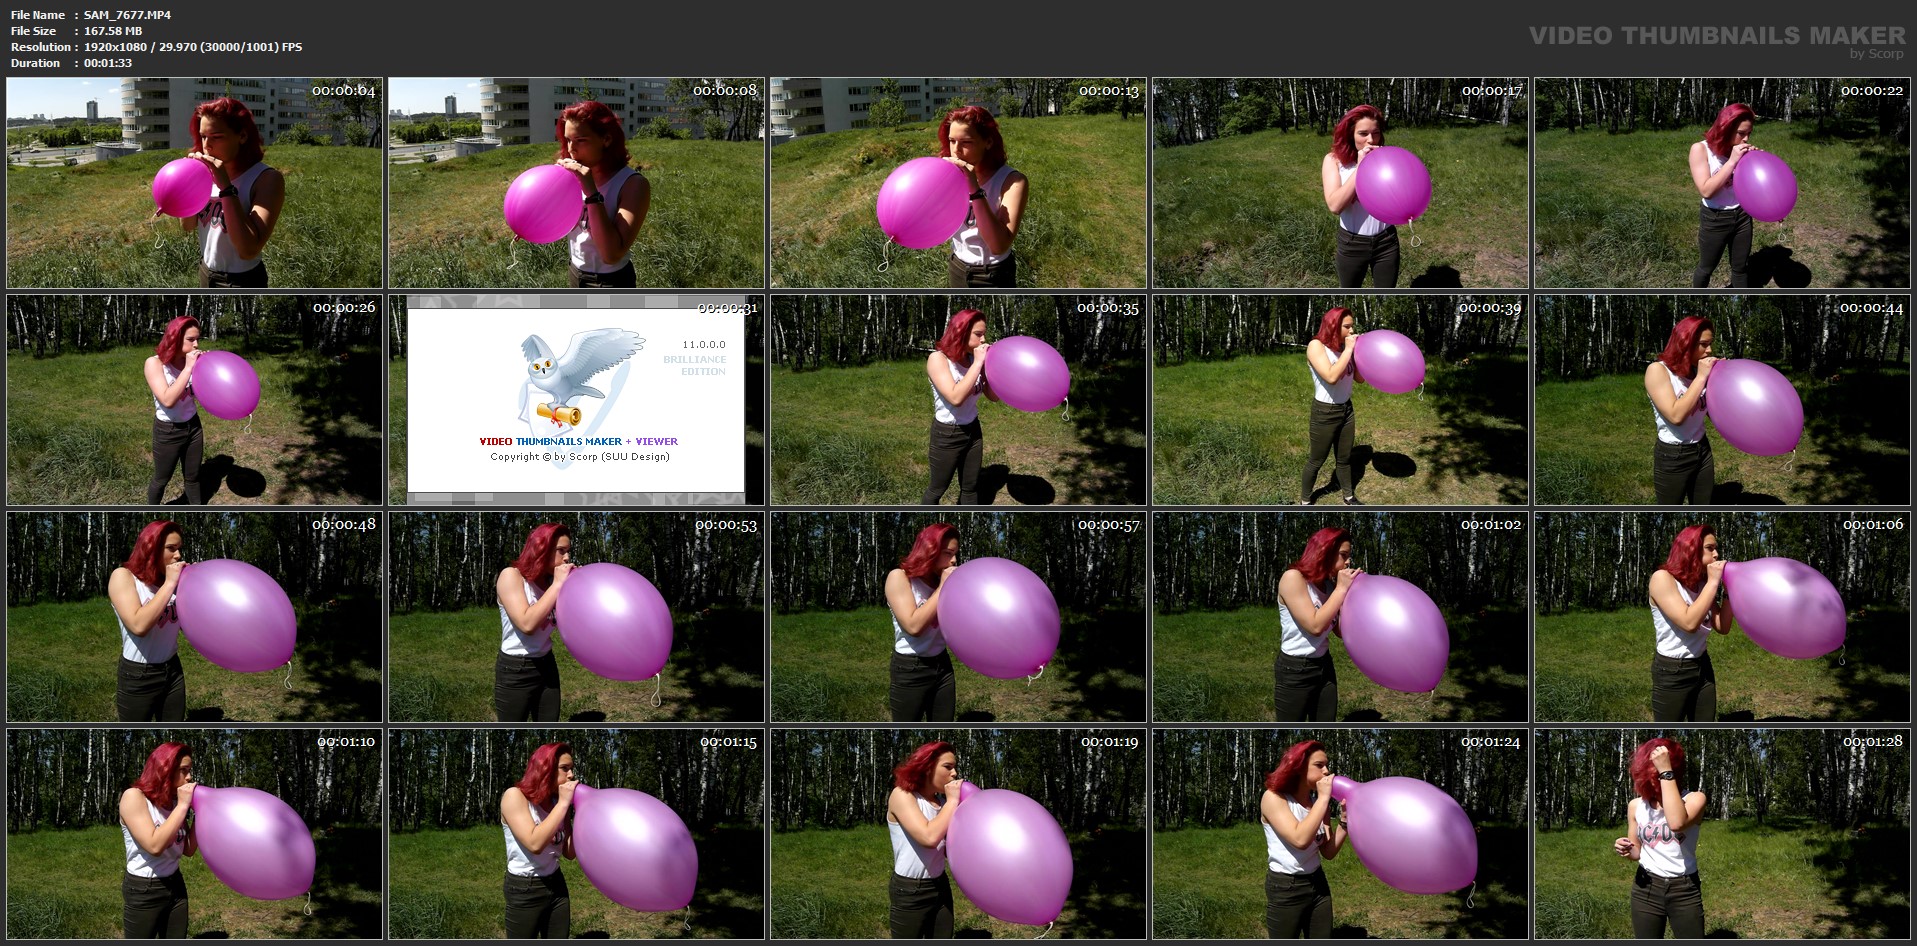 File Name : SAM_7677.MP4
File Size : 167.58 MB
Resolution : 1920x1080 / 29.970 (30000/1001) FPS
Duration : 00:01:33
VIDEO THUMBNAILS MAKER
by Scorp
00:00:04
00:00:08
00:00:13
00:00:17
00:00:22
00:00:26
00:00:31
11.0.0.0
BRILLIANCE
EDITION
VIDEO THUMBNAILS MAKER + VIEWER
Copyright © by Scorp (SUU Design)
00:00:35
00:00:39
00:00:44
00:00:48
00:00:53
00:00:57
00:01:02
00:01:06
00:01:10
00:01:15
00:01:19
00:01:24
00:01:28